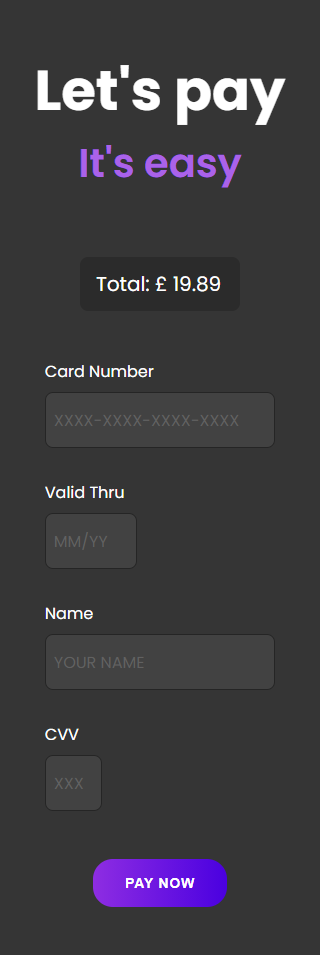 Let's pay
It's easy
Total: £ 19.89
Card Number
XXXX-XXXX-XXXX-XXXX
Valid Thru
MM/YY
Name
YOUR NAME
CVV
XXX
PAY NOW